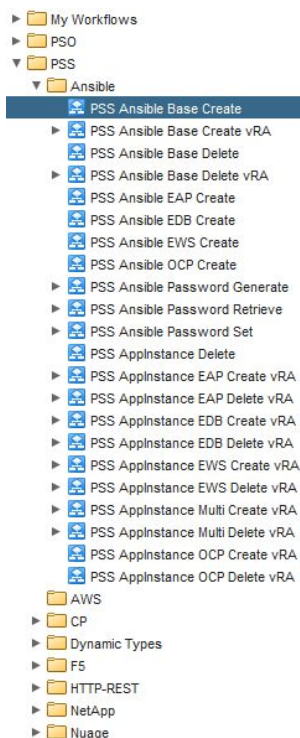 My Workflows
PSO
PSS
Ansible
PSS Ansible Base Create
PSS Ansible Base Create vRA
PSS Ansible Base Delete
PSS Ansible Base Delete vRA
PSS Ansible EAP Create
PSS Ansible EDB Create
PSS Ansible EWS Create
PSS Ansible OCP Create
PSS Ansible Password Generate
PSS Ansible Password Retrieve
PSS Ansible Password Set
PSS AppInstance Delete
PSS AppInstance EAP Create vRA
PSS AppInstance EAP Delete vRA
PSS AppInstance EDB Create vRA
PSS AppInstance EDB Delete vRA
PSS AppInstance EWS Create vRA
PSS AppInstance EWS Delete vRA
PSS AppInstance Multi Create vRA
PSS AppInstance Multi Delete vRA
PSS AppInstance OCP Create vRA
PSS AppInstance OCP Delete vRA
AWS
CP
Dynamic Types
F5
HTTP-REST
NetApp
Nuage